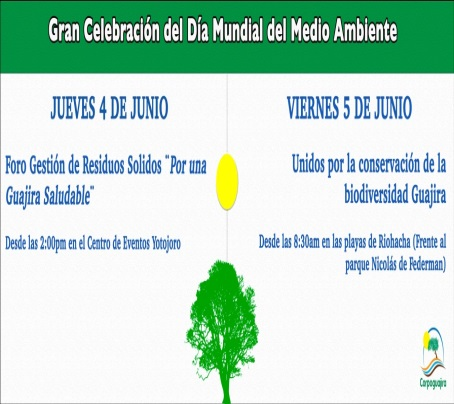 Gran Celebración del Día Mundial del Medio Ambiente
JUEVES 4 DE JUNIO
Foro Gestión de Residuos Solidos "Por una
Guajira Saludable"
Desde las 2:00pm en el Centro de Eventos Yotojoro
VIERNES 5 DE JUNIO
Unidos por la conservación de la
biodiversidad Guajira
Desde las 8:30am en las playas de Riohacha (Frente al
parque Nicolás de Federman)
Corpoguajira